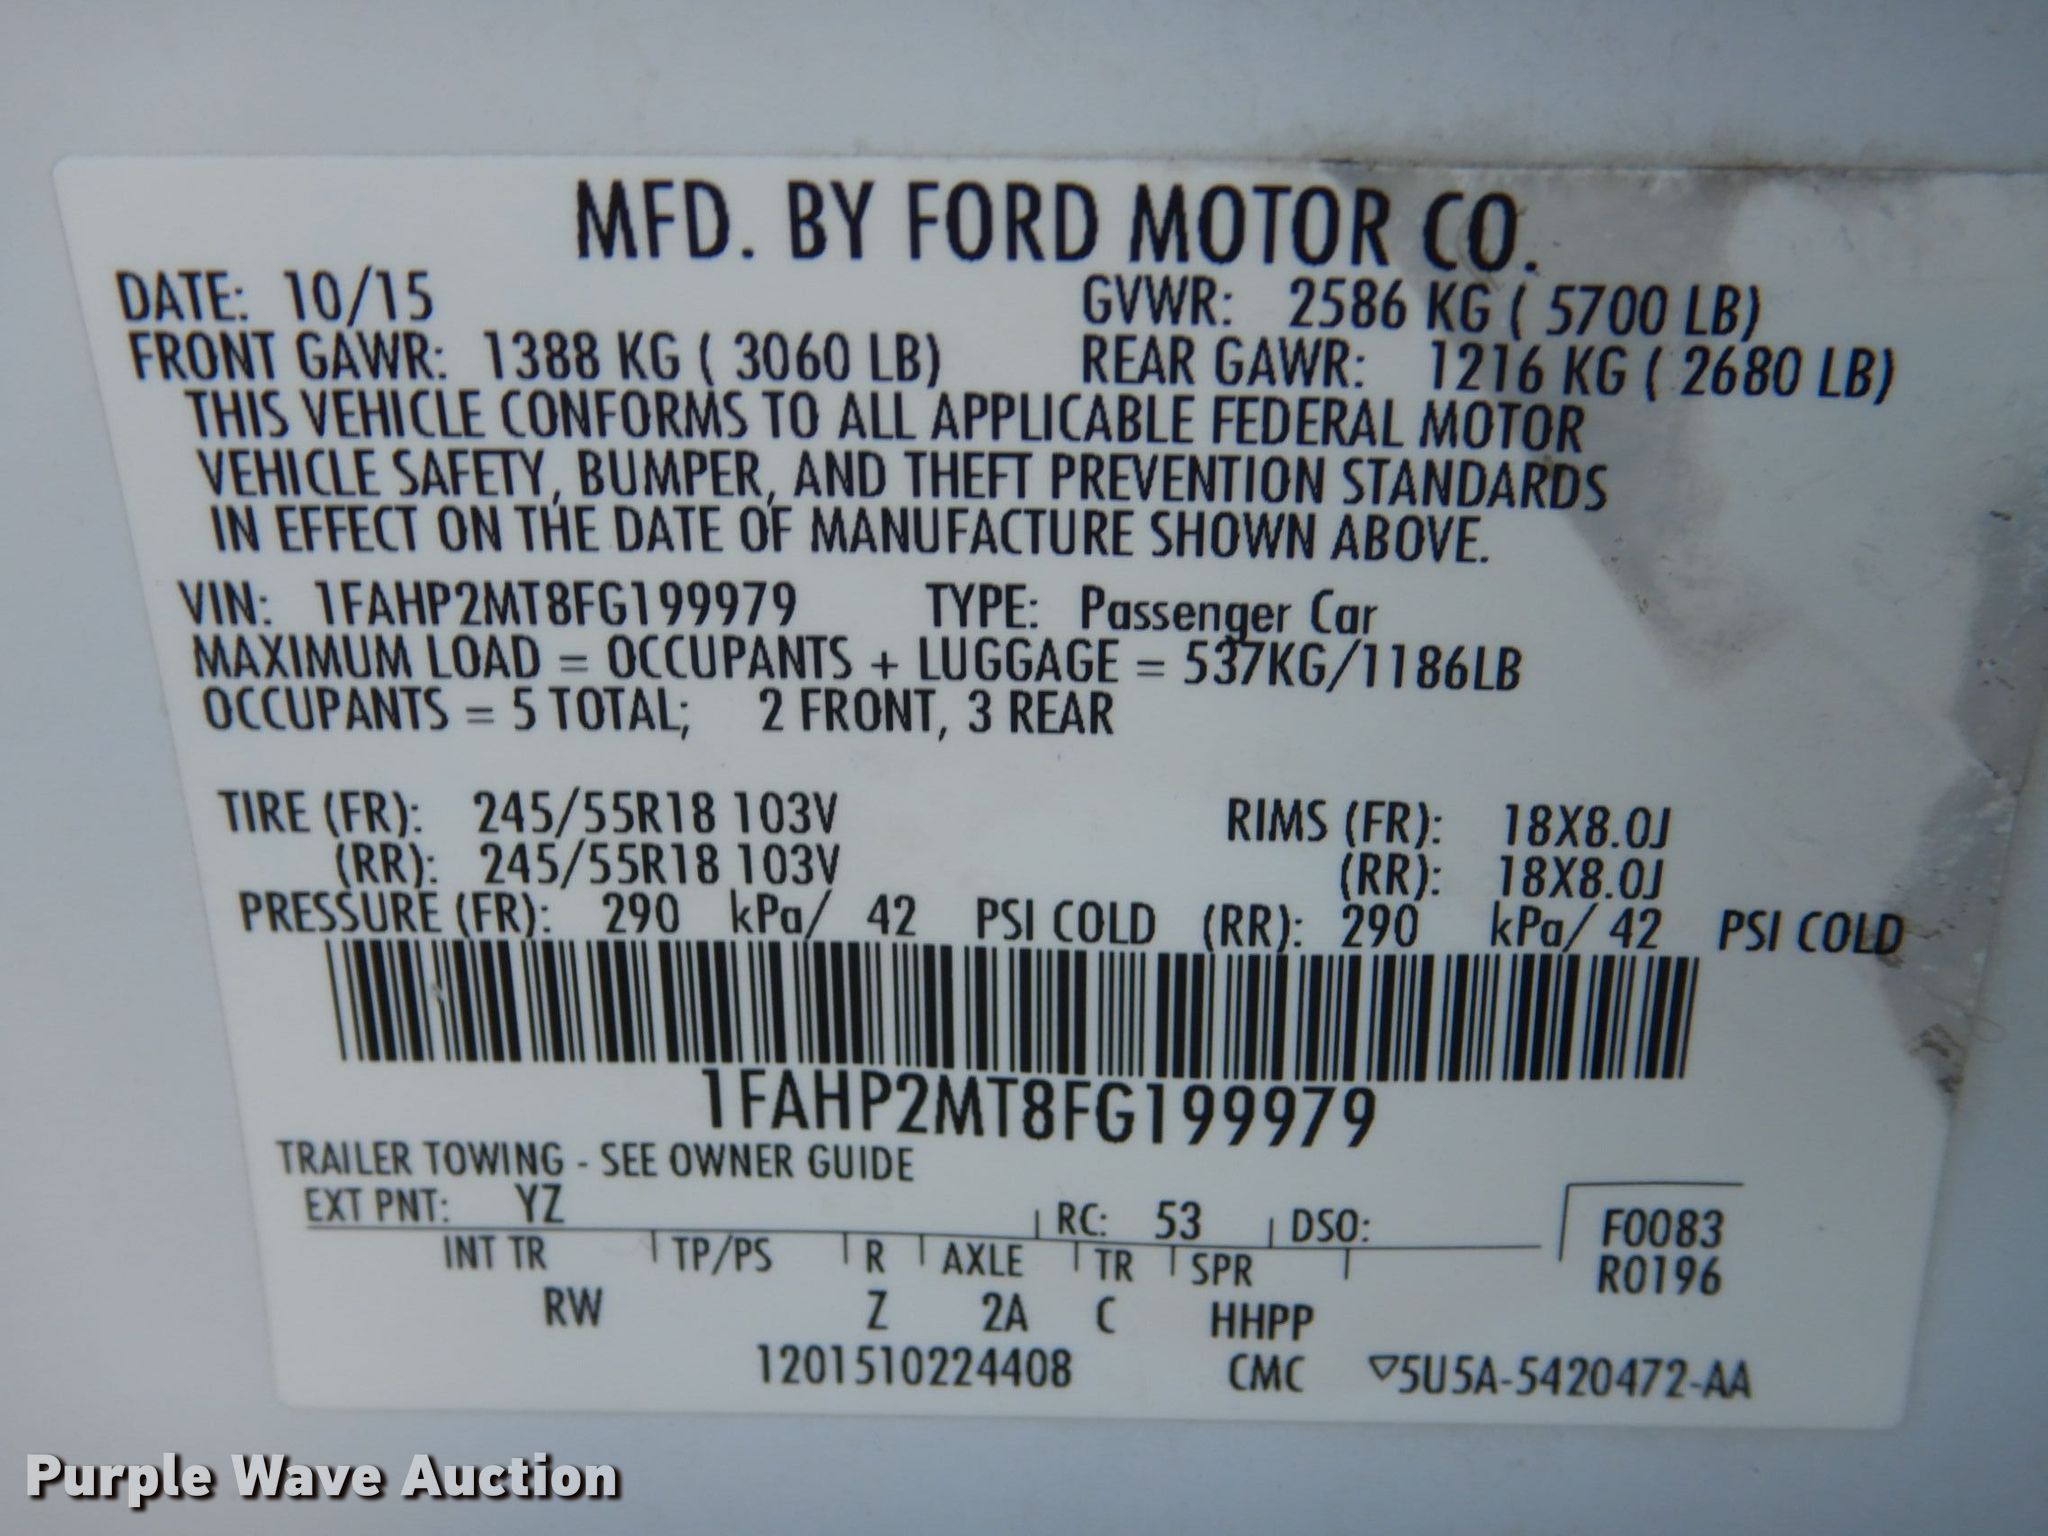 MFD. BY FORD MOTOR CO.
DATE: 10/15 GVWR: 2586 KG ( 5700 LB)
FRONT GAWR: 1388 KG ( 3060 LB) REAR GAWR: 1216 KG ( 2680 LB)
THIS VEHICLE CONFORMS TO ALL APPLICABLE FEDERAL MOTOR
VEHICLE SAFETY, BUMPER, AND THEFT PREVENTION STANDARDS
IN EFFECT ON THE DATE OF MANUFACTURE SHOWN ABOVE.
VIN: 1FAHP2MT8FG199979 TYPE: Passenger Car
MAXIMUM LOAD = OCCUPANTS + LUGGAGE = 537KG/1186LB
OCCUPANTS = 5 TOTAL; 2 FRONT, 3 REAR
TIRE (FR): 245/55R18 103V RIMS (FR): 18X8.0J
(RR): 245/55R18 103V (RR): 18X8.0J
PRESSURE (FR): 290 kPa/ 42 PSI COLD (RR): 290 kPa/ 42 PSI COLD
1FAHP2MT8FG199979
TRAILER TOWING - SEE OWNER GUIDE
EXT PNT: YZ RC: 53 DSO: F0083
INT TR TP/PS R AXLE TR SPR R0196
RW Z 2A C HHPP
1201510224408 CMC ▽5U5A-5420472-AA
Purple Wave Auction